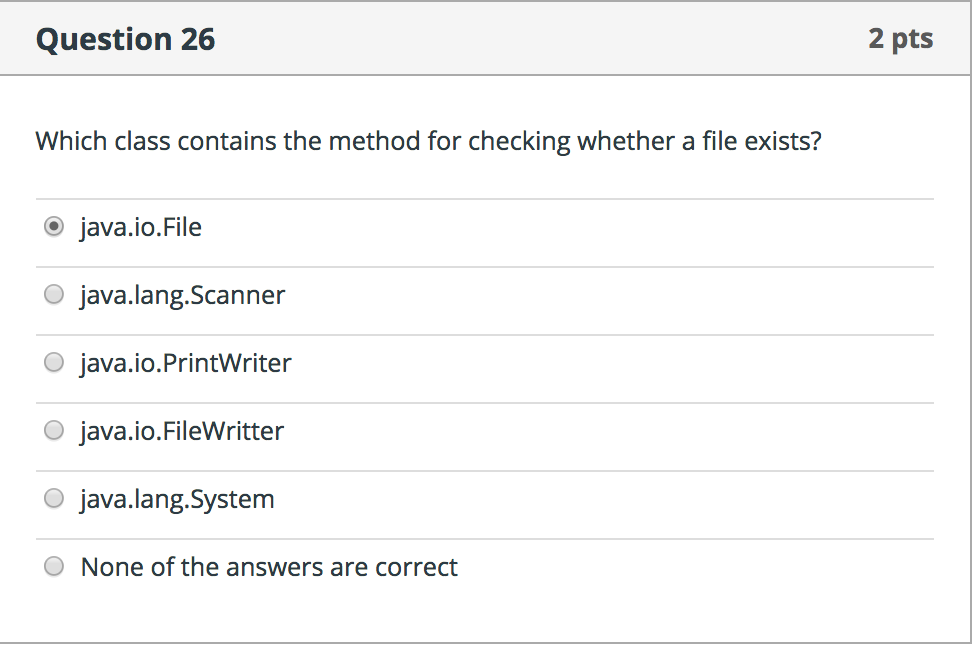 Question 26
2 pts
Which class contains the method for checking whether a file exists?
java.io.File
java.lang.Scanner
java.io.PrintWriter
java.io.FileWritter
java.lang.System
None of the answers are correct